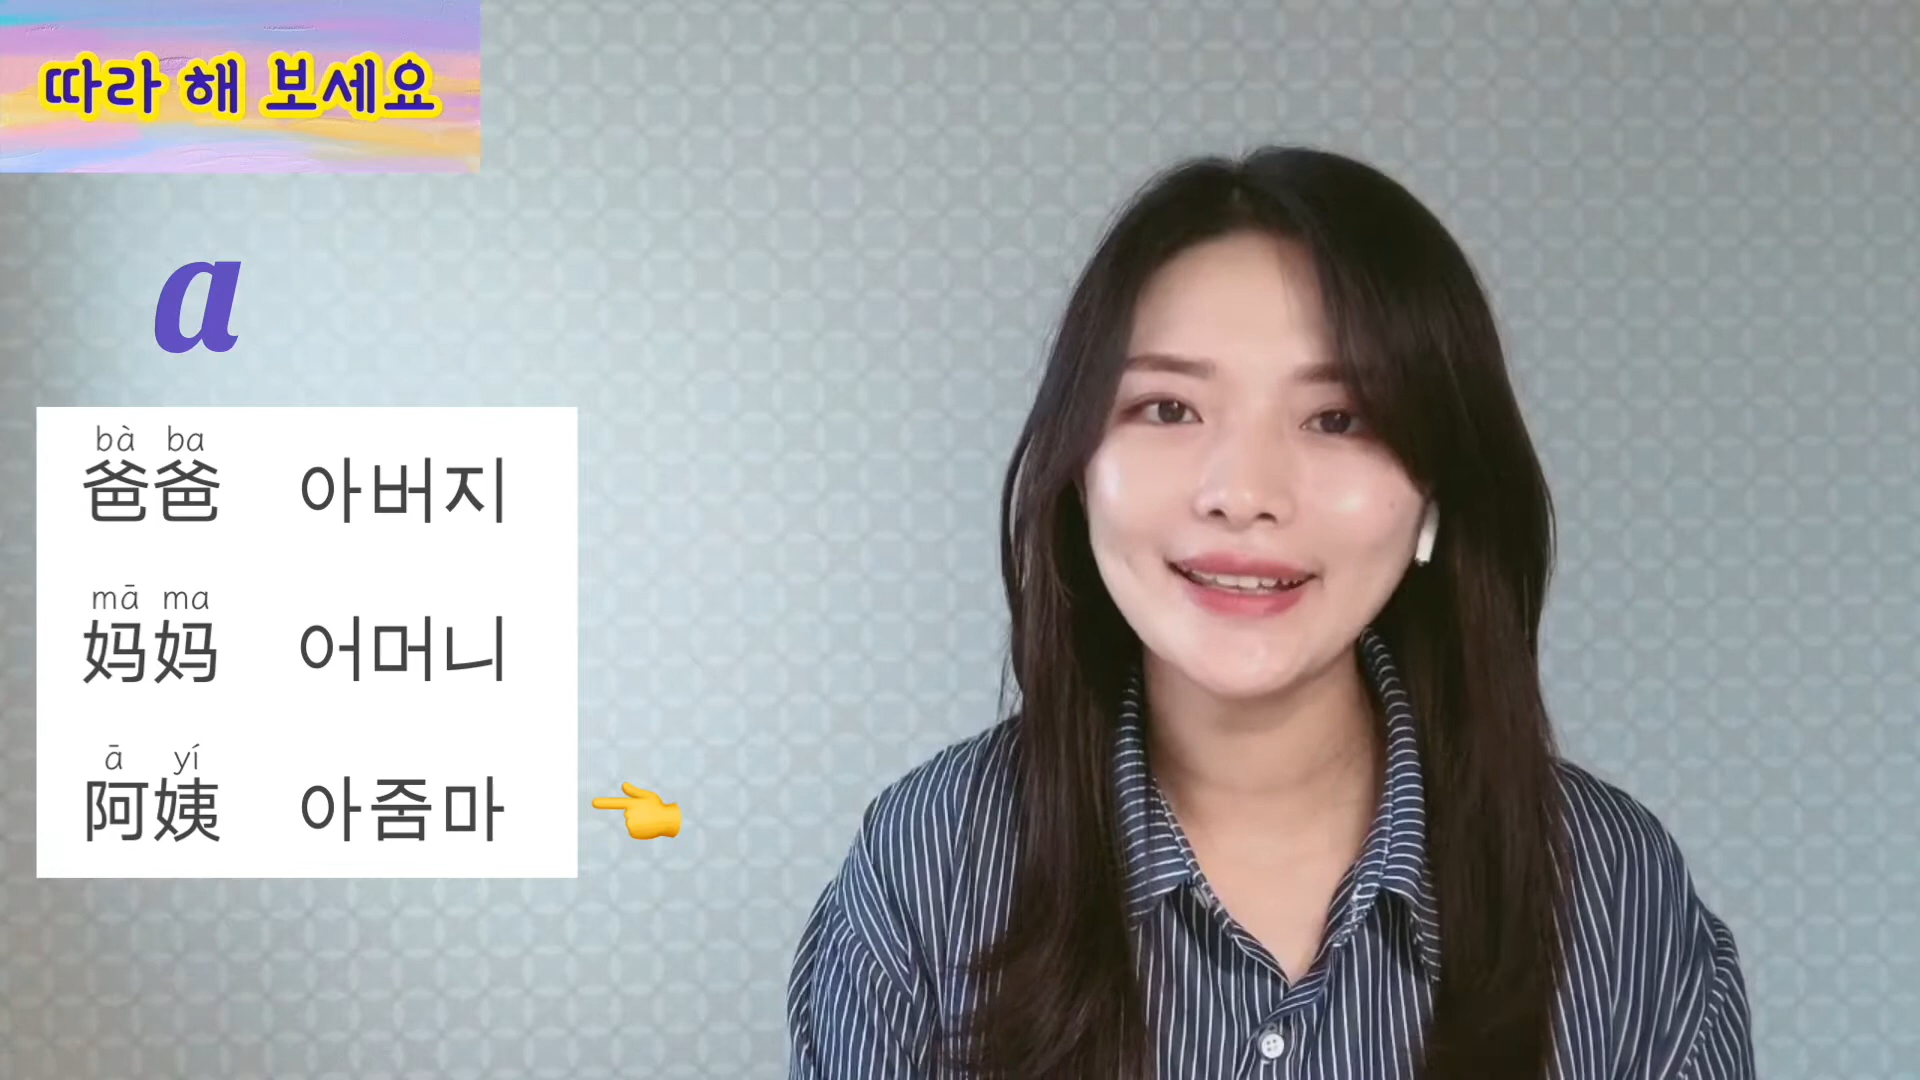 따라 해 보세요
a
bà ba
爸爸 아버지
mā ma
妈妈 어머니
ā yí
阿姨 아줌마